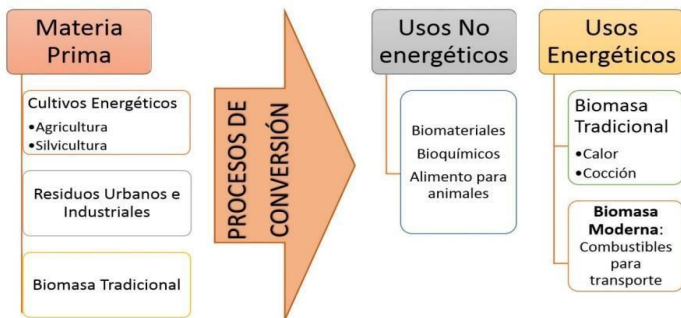 Materia
Prima
Cultivos Energéticos
•Agricultura
•Silvicultura
Residuos Urbanos e
Industriales
Biomasa Tradicional
PROCESOS DE
CONVERSIÓN
Usos No
energéticos
Biomateriales
Bioquímicos
Alimento para
animales
Usos
Energéticos
Biomasa
Tradicional
•Calor
•Cocción
Biomasa
Moderna:
Combustibles
para
transporte